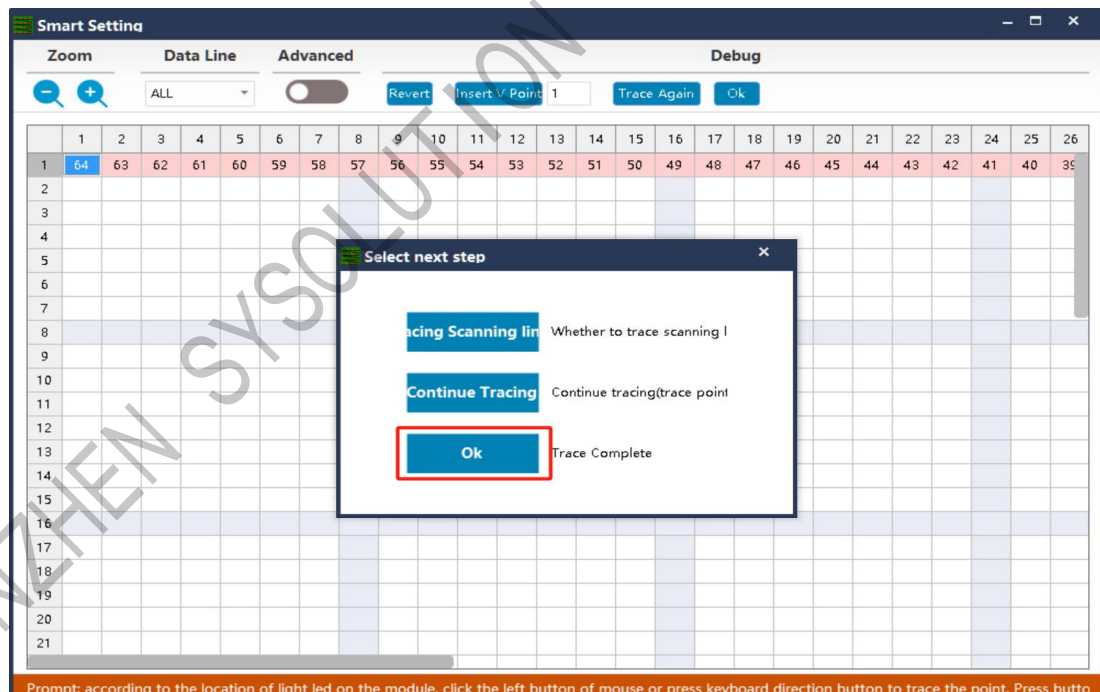 Smart Setting
Zoom Data Line Advanced Debug
ALL Revert Insert V Point 1 Trace Again Ok
1 2 3 4 5 6 7 8 9 10 11 12 13 14 15 16 17 18 19 20 21 22 23 24 25 26
1 64 63 62 61 60 59 58 57 56 55 54 53 52 51 50 49 48 47 46 45 44 43 42 41 40 39
2
3
4
5
Select next step
6
7
acing Scanning lin Whether to trace scanning l
8
9
10
Continue Tracing Continue tracing(trace point
11
12
13
Ok Trace Complete
14
15
16
17
18
19
20
21
Prompt: according to the location of light led on the module, click the left button of mouse or press keyboard direction button to trace the point. Press butto
NZHEN SYSOLUTION